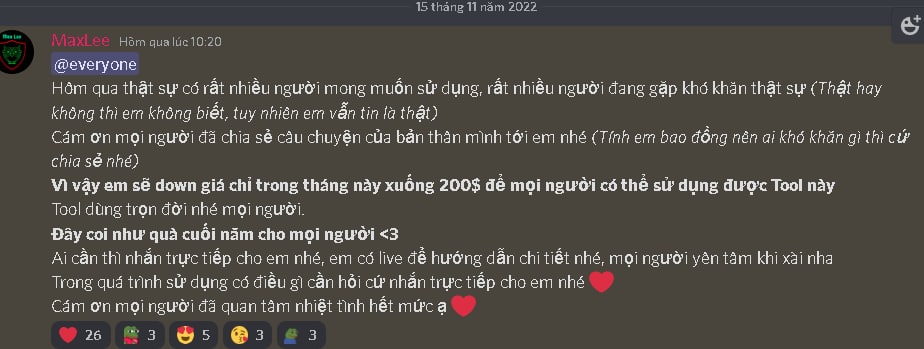 15 tháng 11 năm 2022
MaxLee Hôm qua lúc 10:20
@everyone
Hôm qua thật sự có rất nhiều người mong muốn sử dụng, rất nhiều người đang gặp khó khăn thật sự (Thật hay
không thì em không biết, tuy nhiên em vẫn tin là thật)
Cám ơn mọi người đã chia sẻ câu chuyện của bản thân mình tới em nhé (Tính em bao đồng nên ai khó khăn gì thì cứ
chia sẻ nhé)
Vì vậy em sẽ down giá chỉ trong tháng này xuống 200$ để mọi người có thể sử dụng được Tool này
Tool dùng trọn đời nhé mọi người.
Đây coi như quà cuối năm cho mọi người <3
Ai cần thì nhắn trực tiếp cho em nhé, em có live để hướng dẫn chi tiết nhé, mọi người yên tâm khi xài nha
Trong quá trình sử dụng có điều gì cần hỏi cứ nhắn trực tiếp cho em nhé ❤
Cám ơn mọi người đã quan tâm nhiệt tình hết mức ạ ❤
❤ 26 3 😍 5 😘 3 3